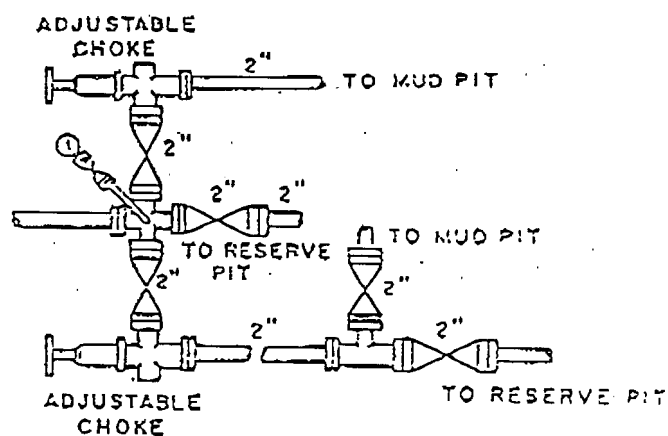 ADJUSTABLE
CHOKE
2"
TO MUD PIT
2"
2"
2"
TO RESERVE
PIT
TO MUD PIT
2"
2"
2"
2"
ADJUSTABLE
CHOKE
TO RESERVE PIT